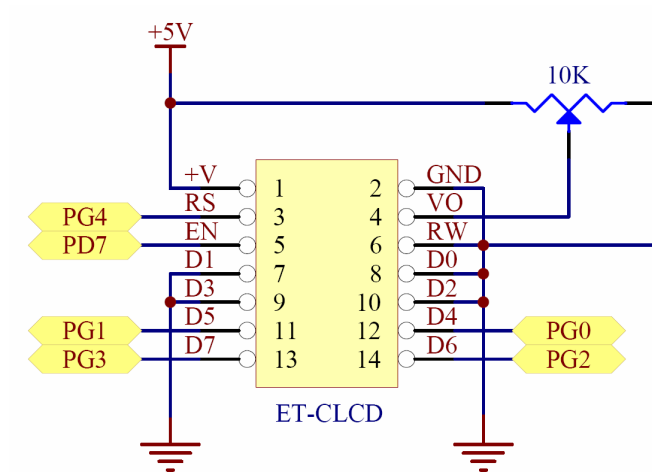 +5V
10K
+V 1 2 GND
PG4 RS 3 4 VO
PD7 EN 5 6 RW
D1 7 8 D0
D3 9 10 D2
PG1 D5 11 12 D4 PG0
PG3 D7 13 14 D6 PG2
ET-CLCD